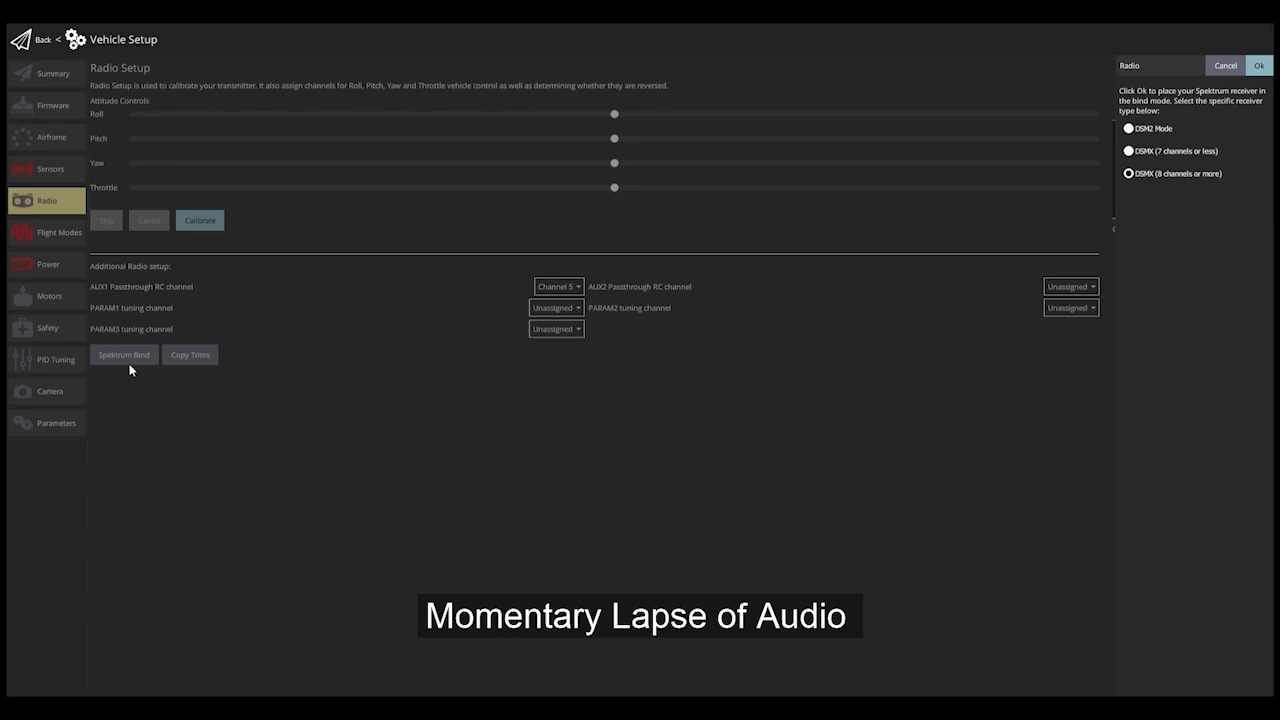 Back < Vehicle Setup
Summary
Firmware
Airframe
Sensors
Radio
Flight Modes
Power
Motors
Safety
PID Tuning
Camera
Parameters
Radio Setup
Radio Setup is used to calibrate your transmitter. It also assign channels for Roll, Pitch, Yaw and Throttle vehicle control as well as determining whether they are reversed.
Attitude Controls
Roll
Pitch
Yaw
Throttle
Skip Cancel Calibrate
Additional Radio setup:
AUX1 Passthrough RC channel Channel 5 AUX2 Passthrough RC channel Unassigned
PARAM1 tuning channel Unassigned PARAM2 tuning channel Unassigned
PARAM3 tuning channel Unassigned
Spektrum Bind Copy Trims
Radio Cancel Ok
Click Ok to place your Spektrum receiver in
the bind mode. Select the specific receiver
type below:
DSM2 Mode
DSMX (7 channels or less)
DSMX (8 channels or more)
Momentary Lapse of Audio